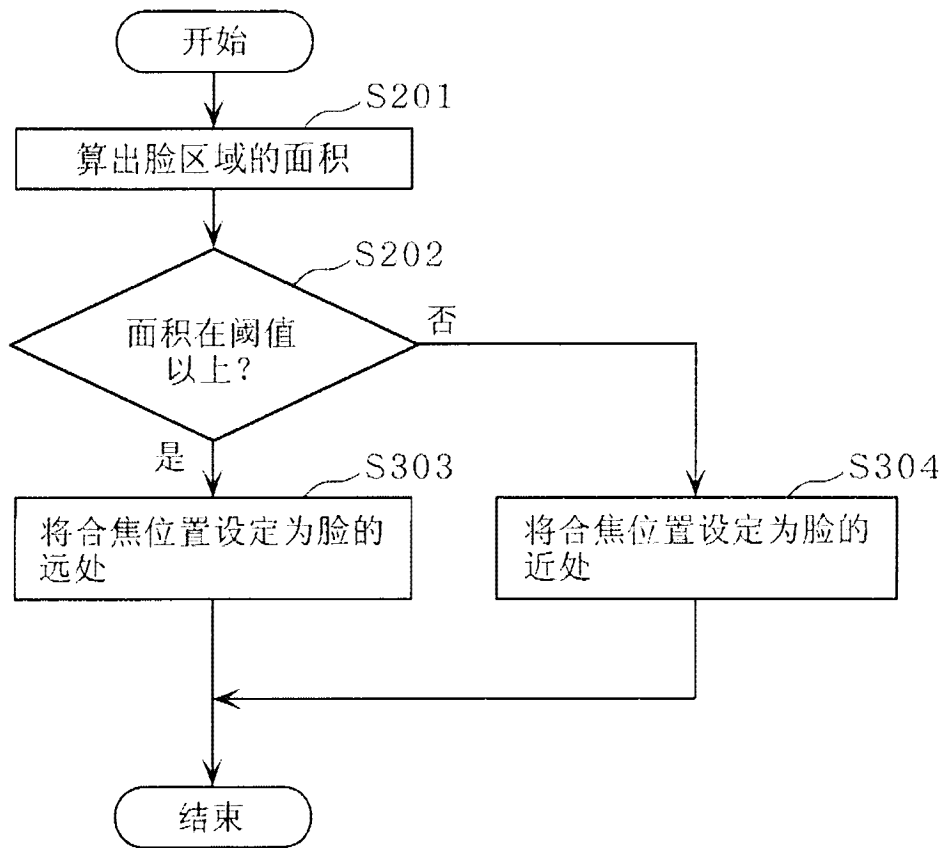 开始
S201
算出脸区域的面积
S202
面积在阈值
以上？
否
是
S303
将合焦位置设定为脸的
远处
S304
将合焦位置设定为脸的
近处
结束